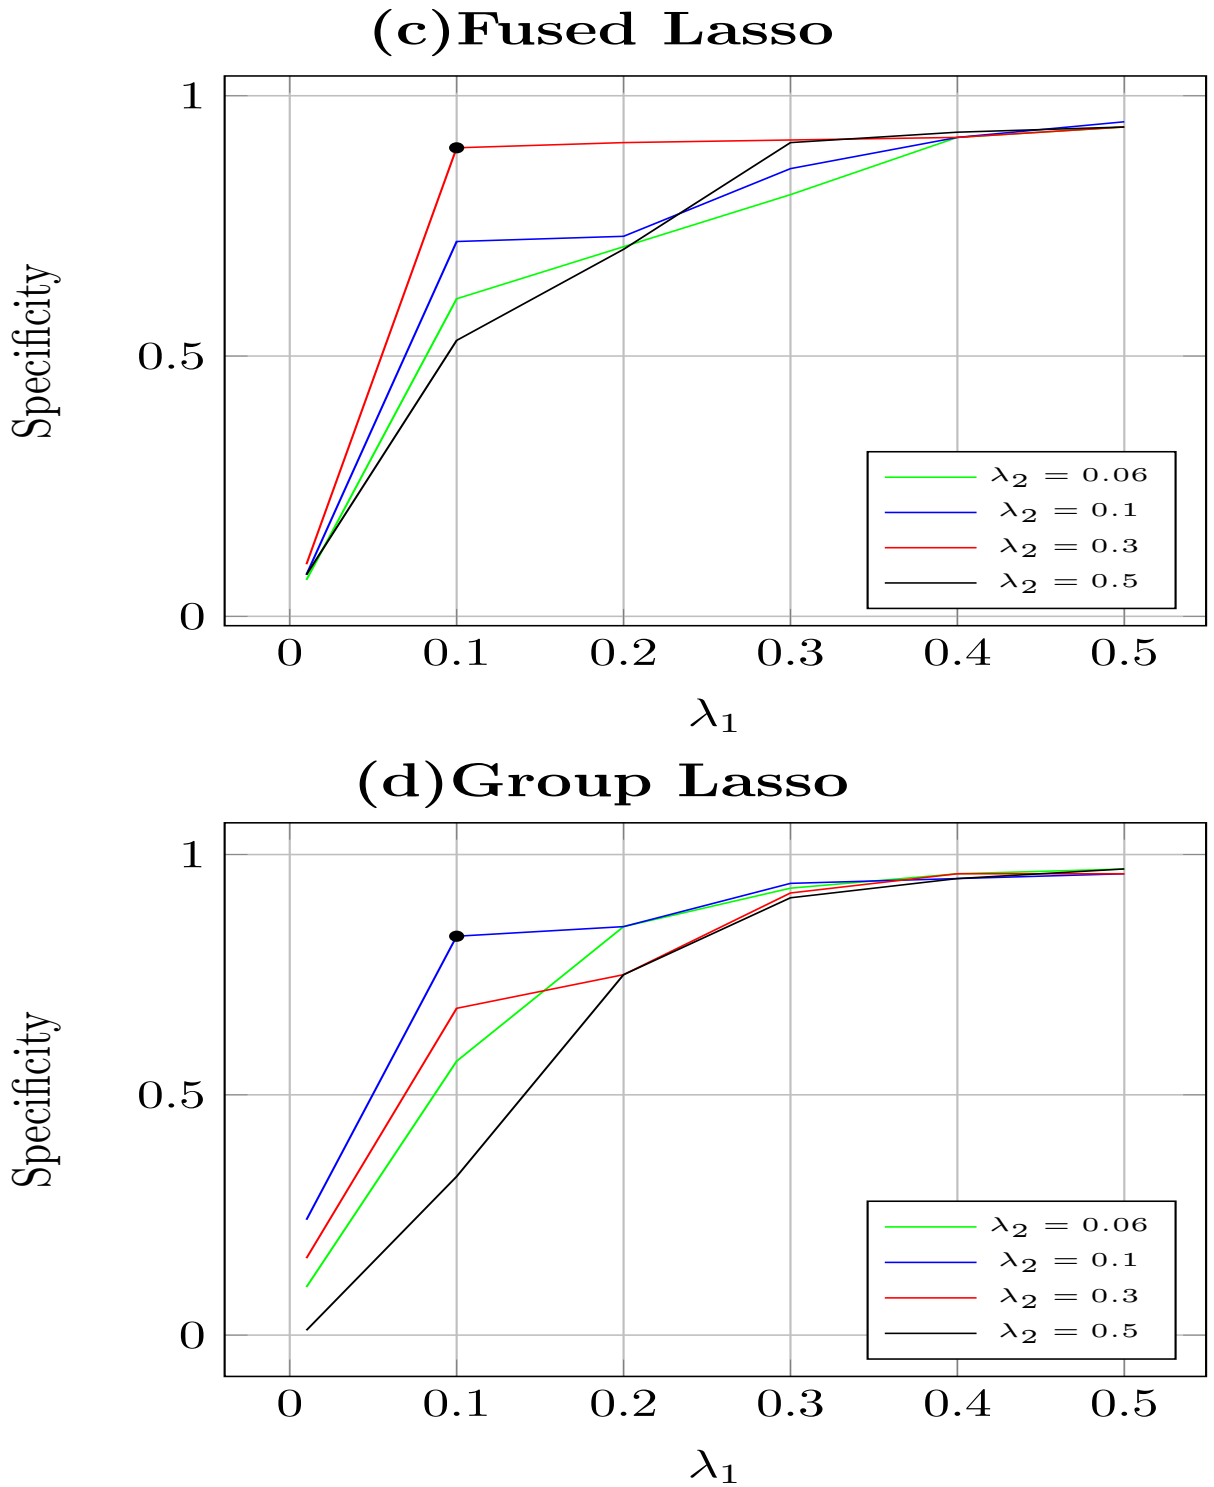 (c)Fused Lasso
Specificity
1
0.5
0
0 0.1 0.2 0.3 0.4 0.5
λ₁
λ₂ = 0.06
λ₂ = 0.1
λ₂ = 0.3
λ₂ = 0.5
(d)Group Lasso
Specificity
1
0.5
0
0 0.1 0.2 0.3 0.4 0.5
λ₁
λ₂ = 0.06
λ₂ = 0.1
λ₂ = 0.3
λ₂ = 0.5